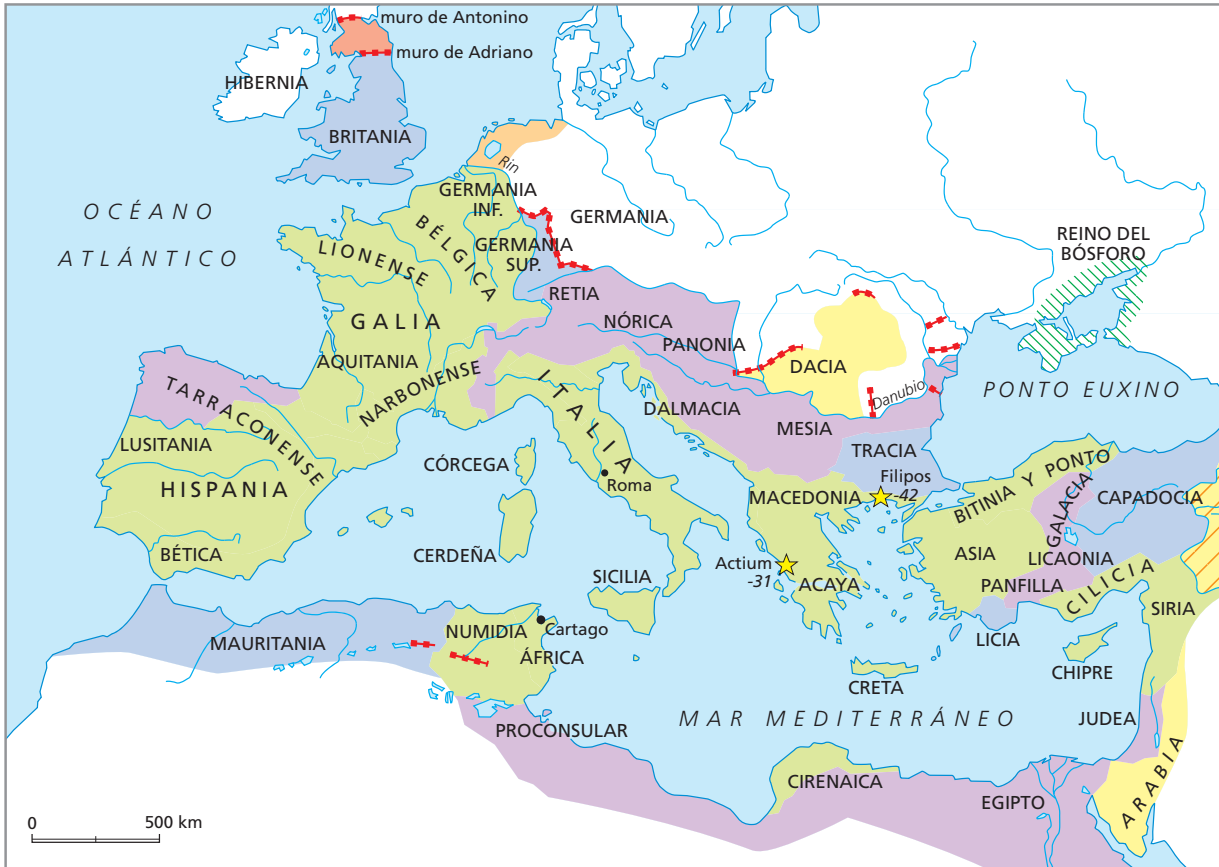 muro de Antonino
muro de Adriano
HIBERNIA
BRITANIA
Rin
GERMANIA
INF.
GERMANIA
OCÉANO
ATLÁNTICO
BÉLGICA
LIONENSE
GERMANIA
SUP.
REINO DEL
BÓSFORO
RETIA
GALIA
NÓRICA
PANONIA
AQUITANIA
DACIA
NARBONENSE
ITALIA
Danubio
PONTO EUXINO
TARRACONENSE
DALMACIA
MESIA
LUSITANIA
TRACIA
CÓRCEGA
HISPANIA
Roma
Filipos
-42
MACEDONIA
BITINIA Y PONTO
GALACIA
CAPADOCIA
BÉTICA
CERDEÑA
ASIA
LICAONIA
Actium
-31
SICILIA
ACAYA
PANFILLA
CILICIA
SIRIA
MAURITANIA
NUMIDIA
Cartago
ÁFRICA
LICIA
CRETA
CHIPRE
MAR MEDITERRÁNEO
JUDEA
PROCONSULAR
CIRENAICA
EGIPTO
ARABIA
0 500 km